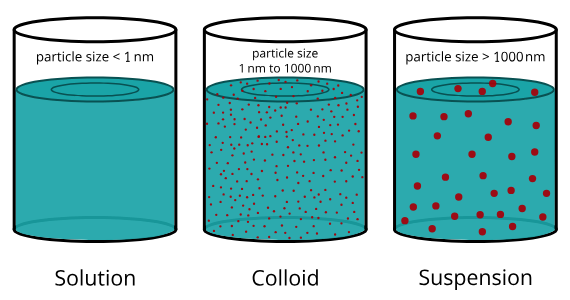 particle size < 1 nm
particle size
1 nm to 1000 nm
particle size > 1000 nm
Solution
Colloid
Suspension